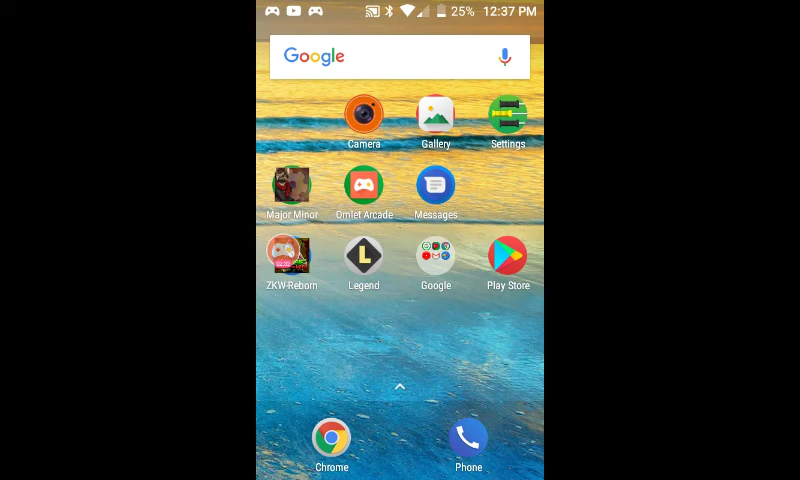 25% 12:37 PM
Google
Camera Gallery Settings
Major Minor Omlet Arcade Messages
ZKW-Reborn Legend Google Play Store
Chrome Phone